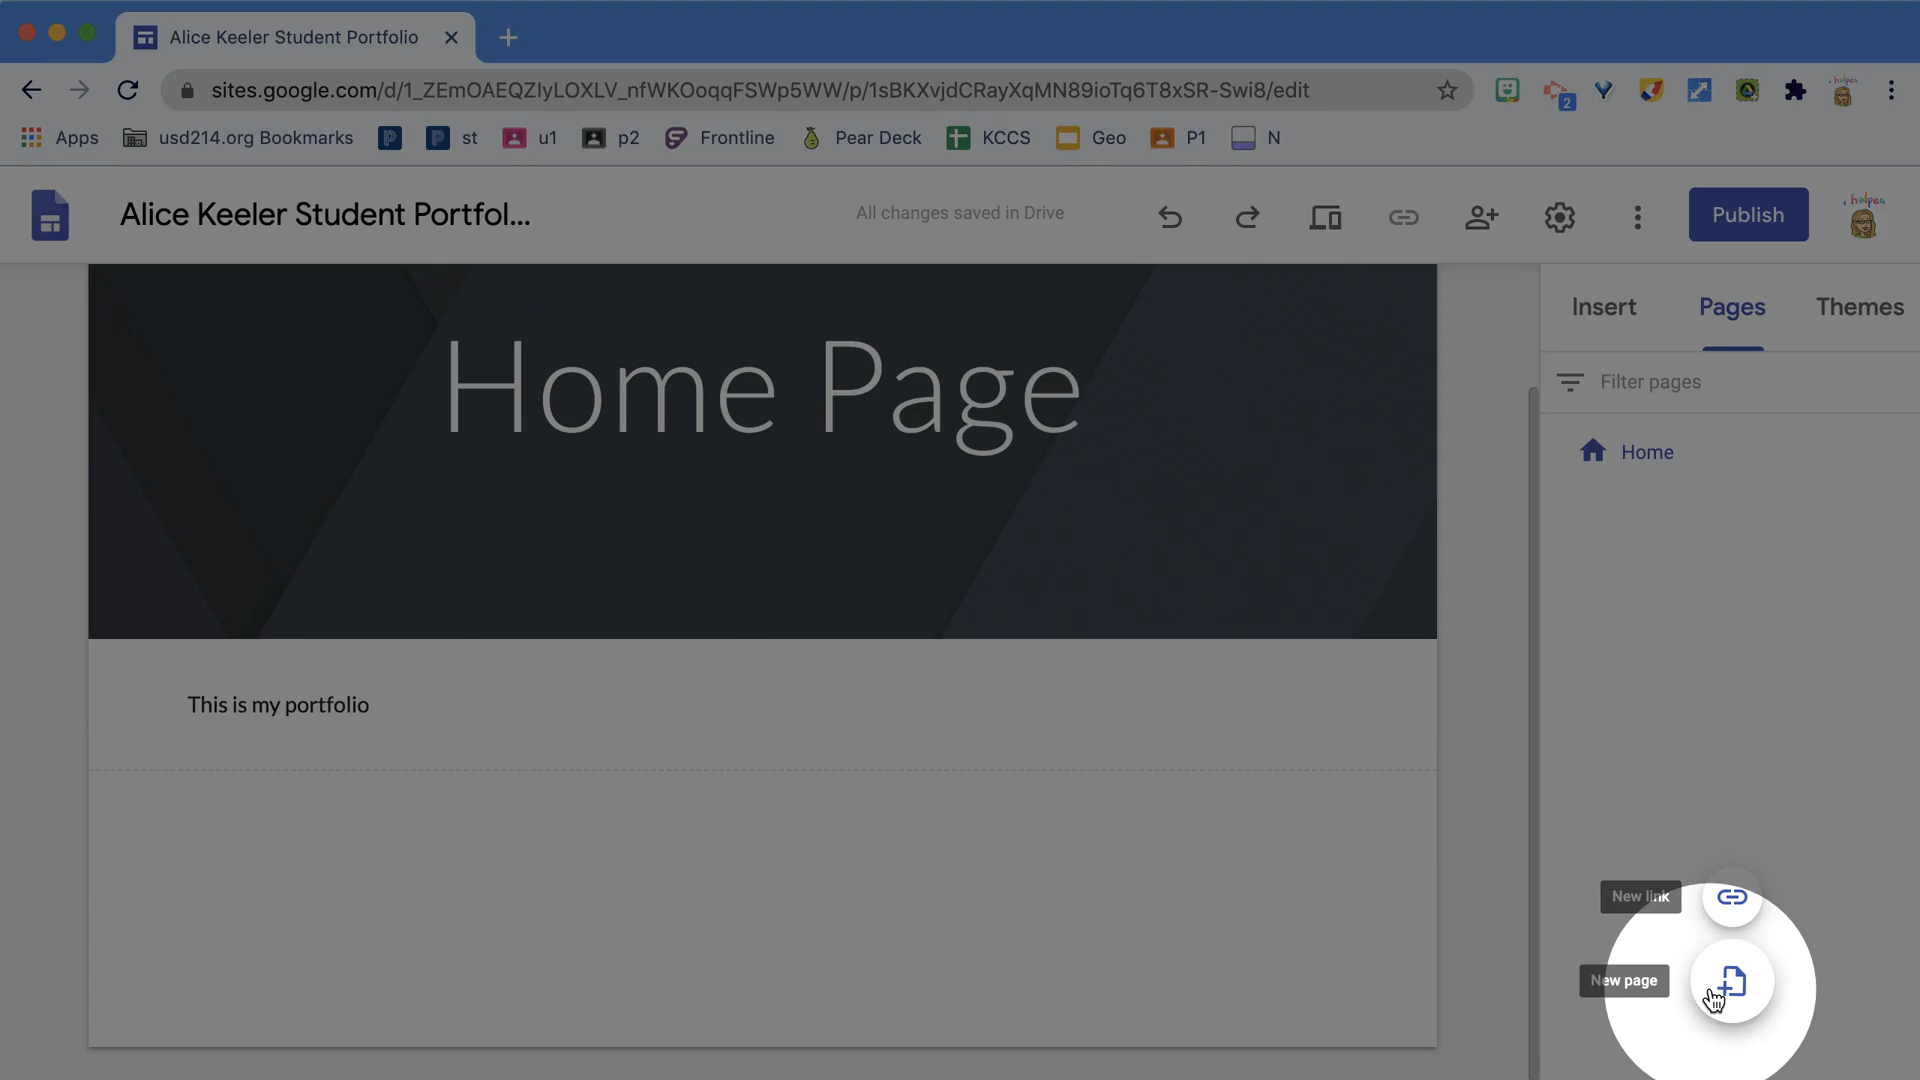 Alice Keeler Student Portfolio
sites.google.com/d/1_ZEmOAEQZIyLOXLV_nfWKOoqqFSWp5WW/p/1sBKXvjdCRayXqMN89ioTq6T8xSR-Swi8/edit
2
Apps usd214.org Bookmarks st u1 p2 Frontline Pear Deck KCCS Geo P1 N
Alice Keeler Student Portfol...
All changes saved in Drive
Publish
Insert Pages Themes
Filter pages
Home
Home Page
This is my portfolio
New link
New page